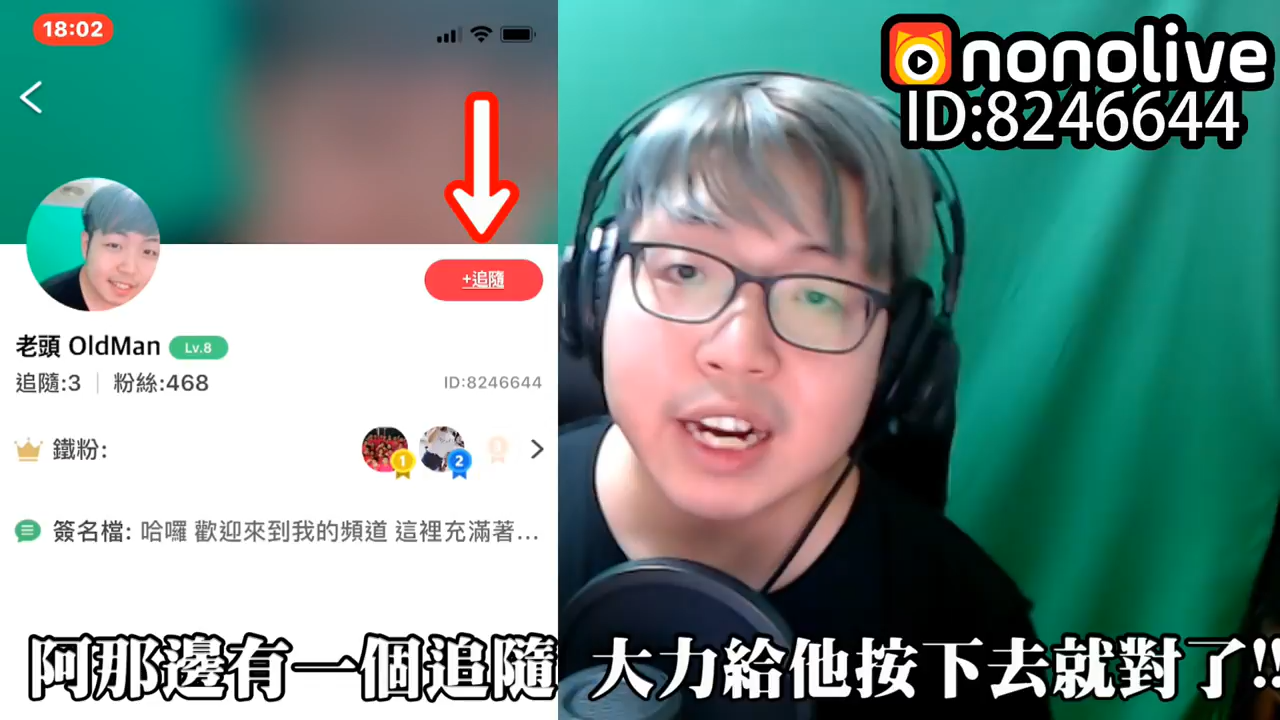 18:02
nonolive
ID:8246644
+追隨
老頭 OldMan Lv.8
追隨:3 | 粉絲:468
ID:8246644
鐵粉:
1 2 3
簽名檔: 哈囉 歡迎來到我的頻道 這裡充滿著...
阿那邊有一個追隨 大力給他按下去就對了!!